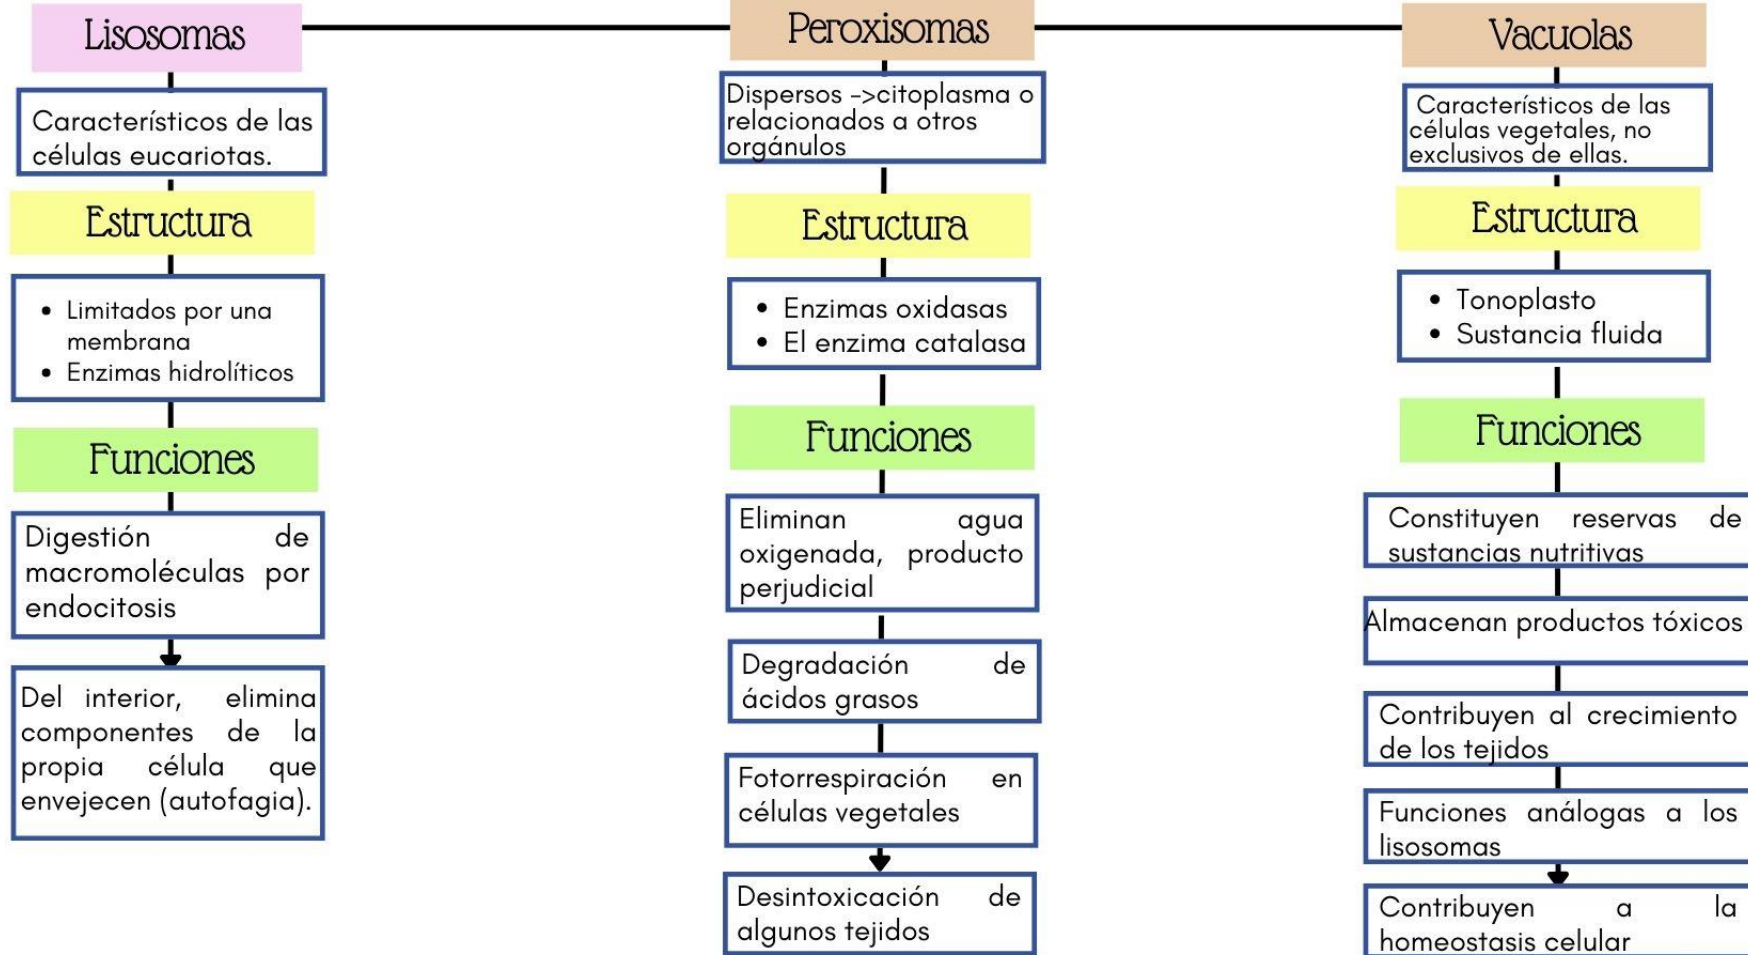 Lisosomas
Características de las
células eucariotas.
Estructura
• Limitados por una
membrana
• Enzimas hidrolíticos
Funciones
Digestión de
macromoléculas por
endocitosis
Del interior, elimina
componentes de la
propia célula que
envejecen (autofagia).
Peroxisomas
Dispersos ->citoplasma o
relacionados a otros
orgánulos
Estructura
• Enzimas oxidasas
• El enzima catalasa
Funciones
Eliminan agua
oxigenada, producto
perjudicial
Degradación de
ácidos grasos
Fotorrespiración en
células vegetales
Desintoxicación de
algunos tejidos
Vacuolas
Característicos de las
células vegetales, no
exclusivos de ellas.
Estructura
• Tonoplasto
• Sustancia fluida
Funciones
Constituyen reservas de
sustancias nutritivas
Almacenan productos tóxicos
Contribuyen al crecimiento
de los tejidos
Funciones análogas a los
lisosomas
Contribuyen a la
homeostasis celular